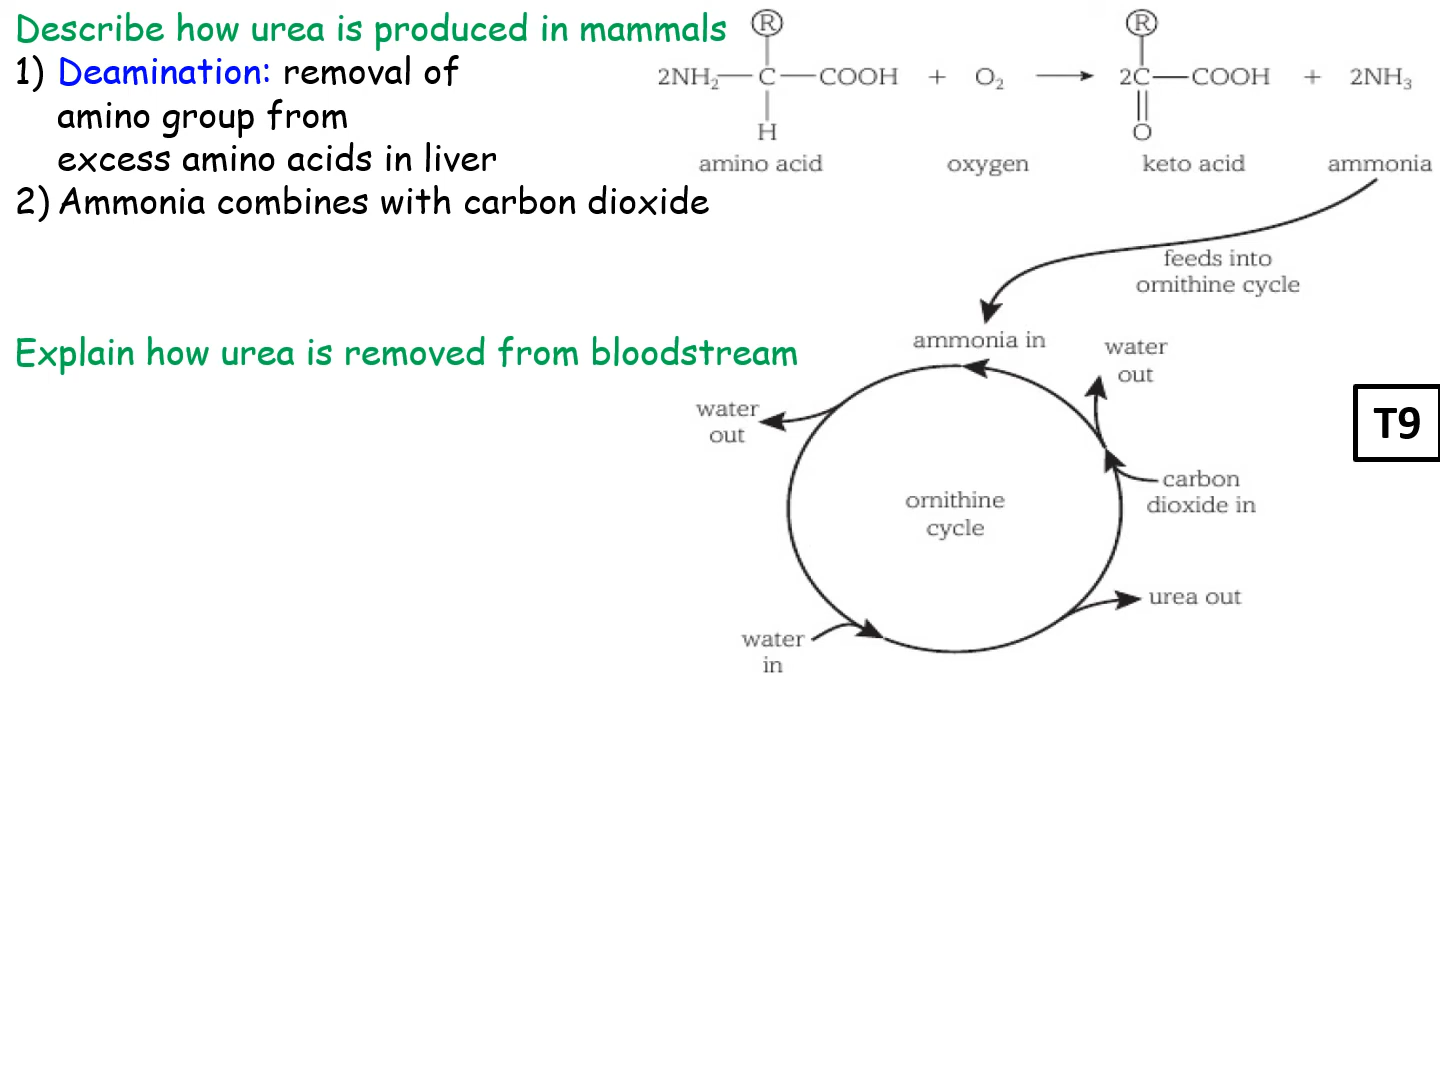 Describe how urea is produced in mammals
1) Deamination: removal of
amino group from
excess amino acids in liver
2) Ammonia combines with carbon dioxide
R
2NH₂—C—COOH + O₂ ⟶ 2C—COOH + 2NH₃
R
H
O
amino acid oxygen keto acid ammonia
feeds into
ornithine cycle
Explain how urea is removed from bloodstream
ammonia in
water
out
water
out
T9
carbon
dioxide in
ornithine
cycle
urea out
water
in